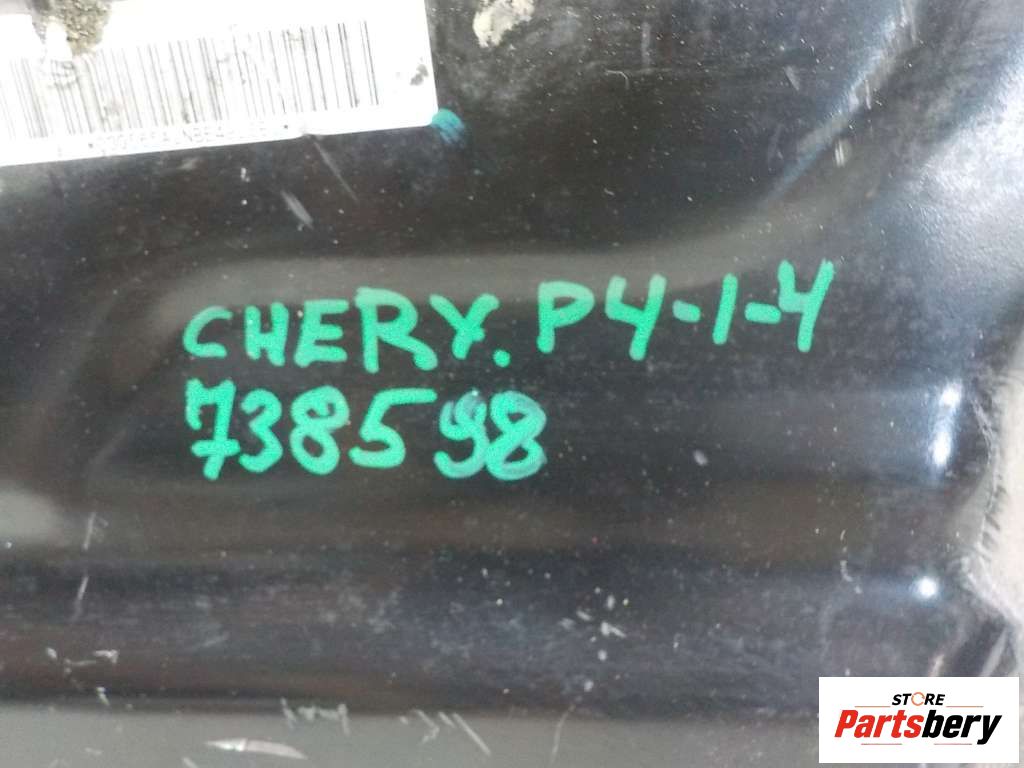 CHERY. P4-1-4
738598
STORE
Partsbery